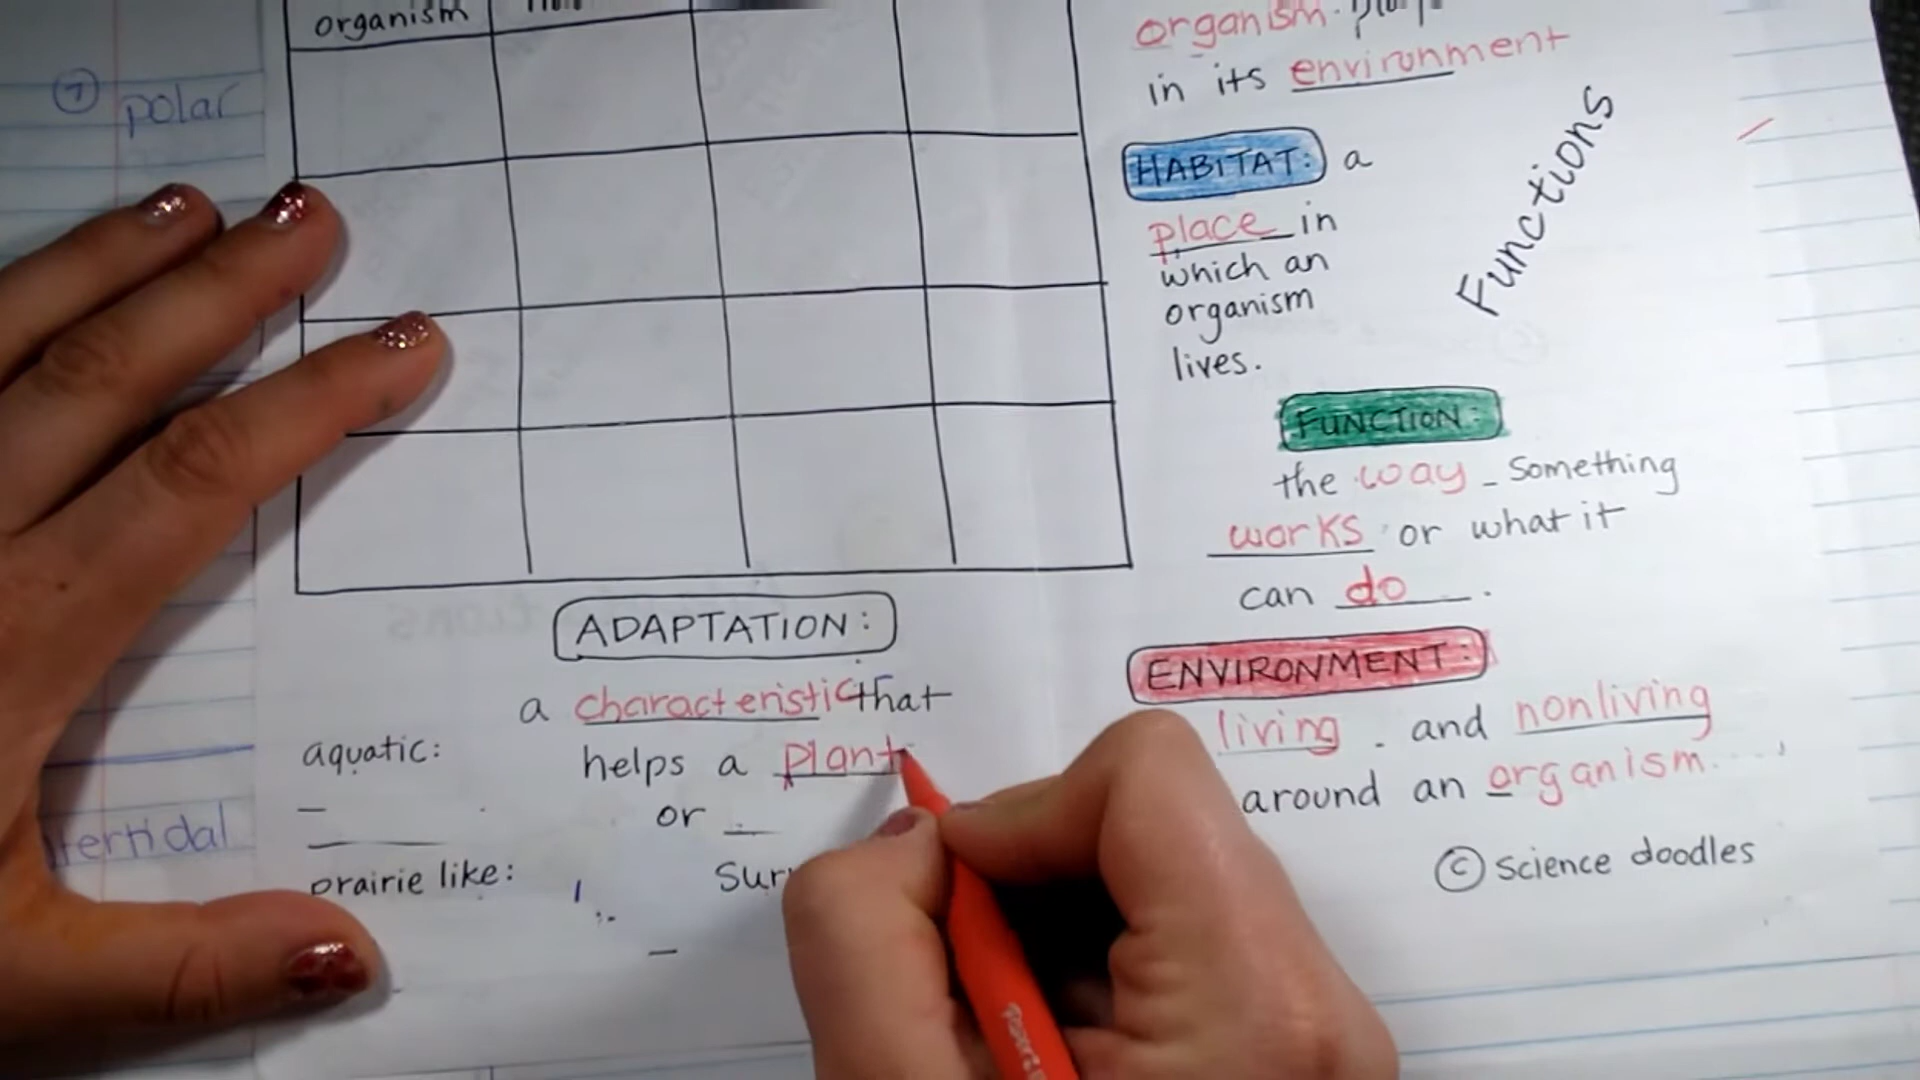 organism
organism
in its environment
7 polar
HABITAT: a
place in
which an
organism
lives.
Functions
FUNCTION:
the way something
works or what it
can do.
ADAPTATION:
a characteristic that
helps a plant
or
aquatic:
tertidal
prairie like:
ENVIRONMENT:
living and nonliving
around an organism
© Science doodles